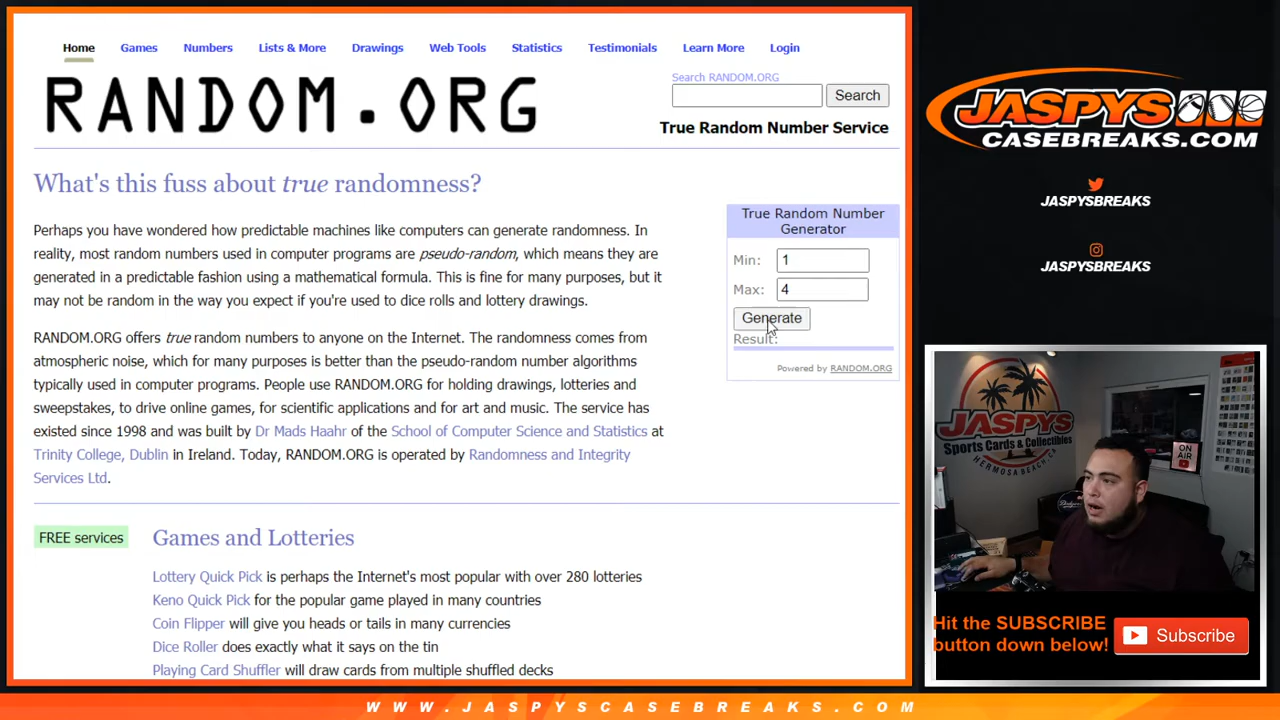 Home Games Numbers Lists & More Drawings Web Tools Statistics Testimonials Learn More Login
RANDOM.ORG
Search RANDOM.ORG
Search
True Random Number Service
What's this fuss about true randomness?
Perhaps you have wondered how predictable machines like computers can generate randomness. In
reality, most random numbers used in computer programs are pseudo-random, which means they are
generated in a predictable fashion using a mathematical formula. This is fine for many purposes, but it
may not be random in the way you expect if you're used to dice rolls and lottery drawings.
RANDOM.ORG offers true random numbers to anyone on the Internet. The randomness comes from
atmospheric noise, which for many purposes is better than the pseudo-random number algorithms
typically used in computer programs. People use RANDOM.ORG for holding drawings, lotteries and
sweepstakes, to drive online games, for scientific applications and for art and music. The service has
existed since 1998 and was built by Dr Mads Haahr of the School of Computer Science and Statistics at
Trinity College, Dublin in Ireland. Today, RANDOM.ORG is operated by Randomness and Integrity
Services Ltd.
True Random Number
Generator
Min: 1
Max: 4
Generate
Result:
Powered by RANDOM.ORG
FREE services
Games and Lotteries
Lottery Quick Pick is perhaps the Internet's most popular with over 280 lotteries
Keno Quick Pick for the popular game played in many countries
Coin Flipper will give you heads or tails in many currencies
Dice Roller does exactly what it says on the tin
Playing Card Shuffler will draw cards from multiple shuffled decks
JASPYS
CASEBREAKS.COM
JASPYSBREAKS
JASPYSBREAKS
JASPYS
Sports Cards & Collectibles
HERMOSA BEACH, CA
ON AIR
Hit the SUBSCRIBE
button down below!
Subscribe
WWW.JASPYSCASEBREAKS.COM